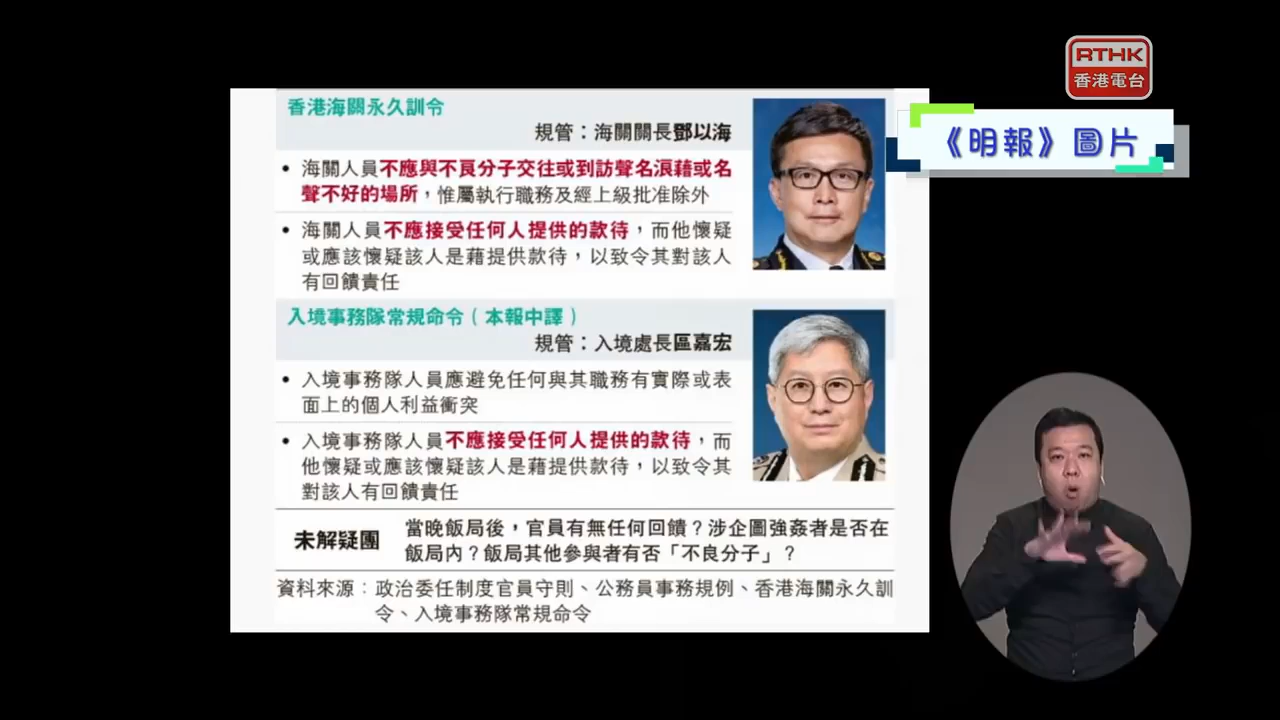 RTHK
香港電台
《明報》圖片
香港海關永久訓令
規管：海關關長鄧以海
• 海關人員不應與不良分子交往或到訪聲名狼藉或名
聲不好的場所，惟屬執行職務及經上級批准除外
• 海關人員不應接受任何人提供的款待，而他懷疑
或應該懷疑該人是藉提供款待，以致令其對該人
有回饋責任
入境事務隊常規命令（本報中譯）
規管：入境處長區嘉宏
• 入境事務隊人員應避免任何與其職務有實際或表
面上的個人利益衝突
• 入境事務隊人員不應接受任何人提供的款待，而
他懷疑或應該懷疑該人是藉提供款待，以致令其
對該人有回饋責任
未解疑團
當晚飯局後，官員有無任何回饋？涉企圖強姦者是否在
飯局內？飯局其他參與者有否「不良分子」？
資料來源：政治委任制度官員守則、公務員事務規例、香港海關永久訓
令、入境事務隊常規命令